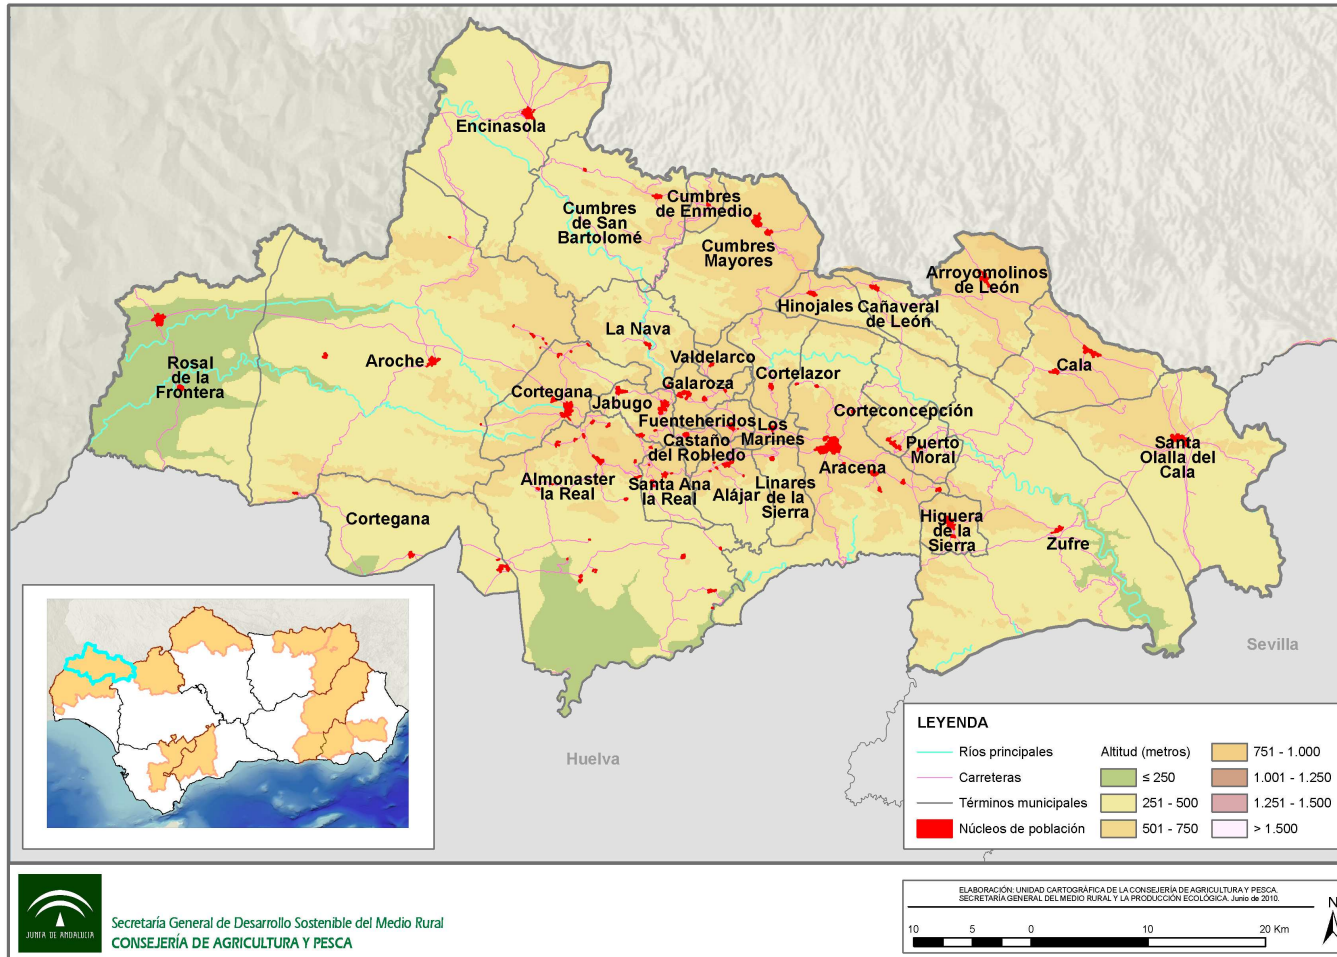 Encinasola
Cumbres
de Enmedio
Cumbres
de San
Bartolomé
Cumbres
Mayores
Arroyomolinos
de León
Hinojales
Cañaveral
de León
La Nava
Rosal
de la
Frontera
Aroche
Valdelarco
Cala
Cortegana
Galaroza
Cortelazor
Jabugo
Fuenteheridos
Los
Marines
Corteconcepción
Castaño
del Robledo
Puerto
Moral
Santa
Olalla del
Cala
Aracena
Almonaster
la Real
Santa Ana
la Real
Alájar
Linares
de la
Sierra
Cortegana
Higuera
de la
Sierra
Zufre
Sevilla
Huelva
LEYENDA
Ríos principales
Carreteras
Términos municipales
Núcleos de población
Altitud (metros)
≤ 250
251 - 500
501 - 750
751 - 1.000
1.001 - 1.250
1.251 - 1.500
> 1.500
JUNTA DE ANDALUCIA
Secretaría General de Desarrollo Sostenible del Medio Rural
CONSEJERÍA DE AGRICULTURA Y PESCA
ELABORACIÓN: UNIDAD CARTOGRÁFICA DE LA CONSEJERÍA DE AGRICULTURA Y PESCA.
SECRETARÍA GENERAL DEL MEDIO RURAL Y LA PRODUCCIÓN ECOLÓGICA. Junio de 2010.
10 5 0 10 20 Km
N